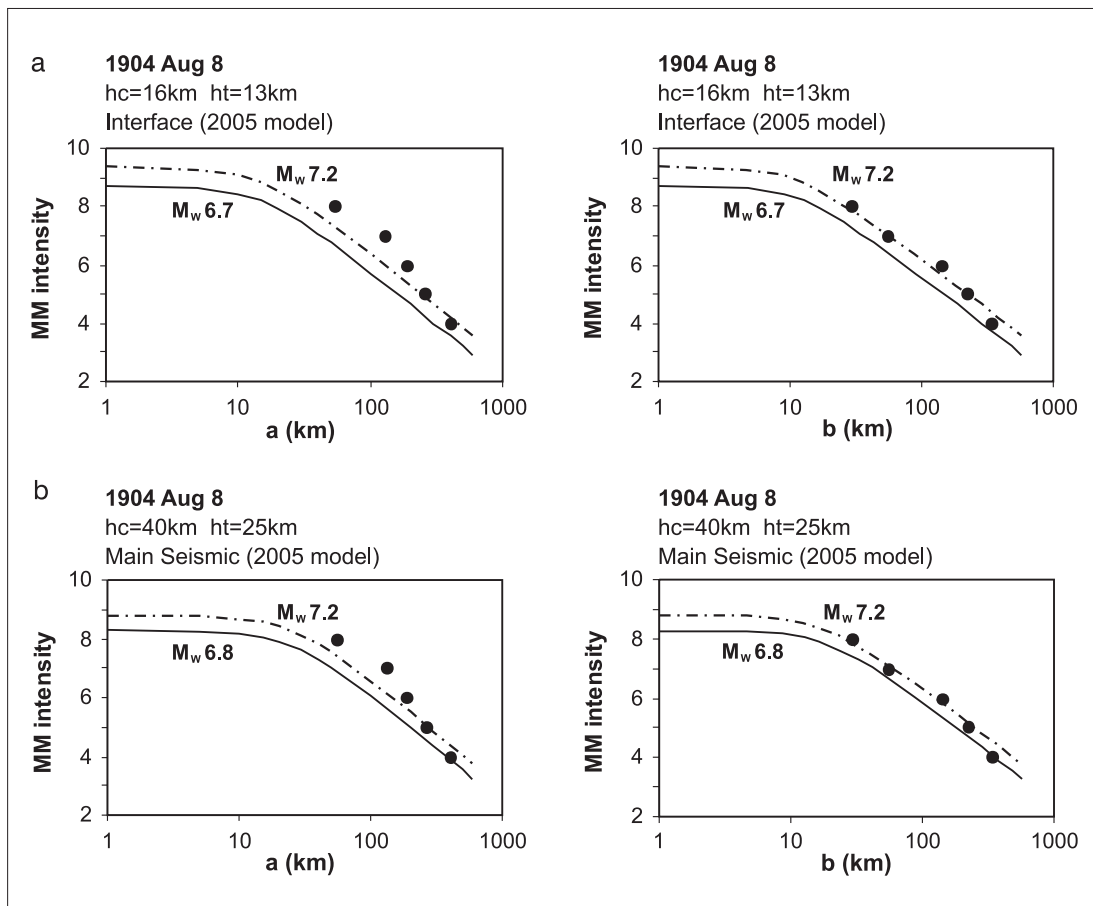 a
1904 Aug 8
hc=16km ht=13km
Interface (2005 model)
10
8
6
4
2
MM intensity
Mw 7.2
Mw 6.7
1 10 100 1000
a (km)
1904 Aug 8
hc=16km ht=13km
Interface (2005 model)
10
8
6
4
2
MM intensity
Mw 7.2
Mw 6.7
1 10 100 1000
b (km)
b
1904 Aug 8
hc=40km ht=25km
Main Seismic (2005 model)
10
8
6
4
2
MM intensity
Mw 7.2
Mw 6.8
1 10 100 1000
a (km)
1904 Aug 8
hc=40km ht=25km
Main Seismic (2005 model)
10
8
6
4
2
MM intensity
Mw 7.2
Mw 6.8
1 10 100 1000
b (km)